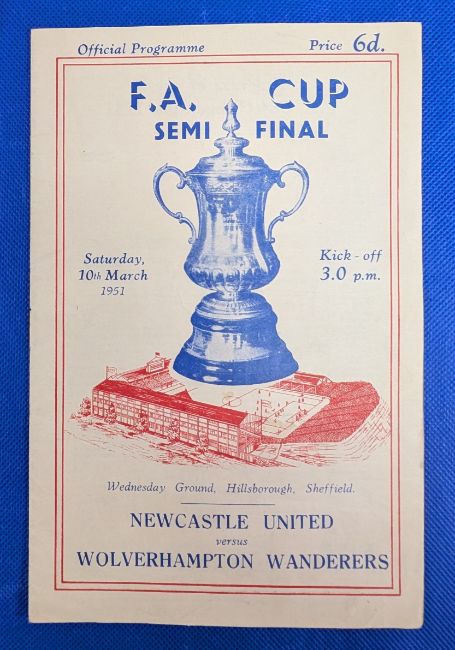 Official Programme Price 6d.
F.A. CUP
SEMI FINAL
Saturday,
10th March
1951
Kick-off
3.0 p.m.
Wednesday Ground, Hillsborough, Sheffield.
NEWCASTLE UNITED
versus
WOLVERHAMPTON WANDERERS